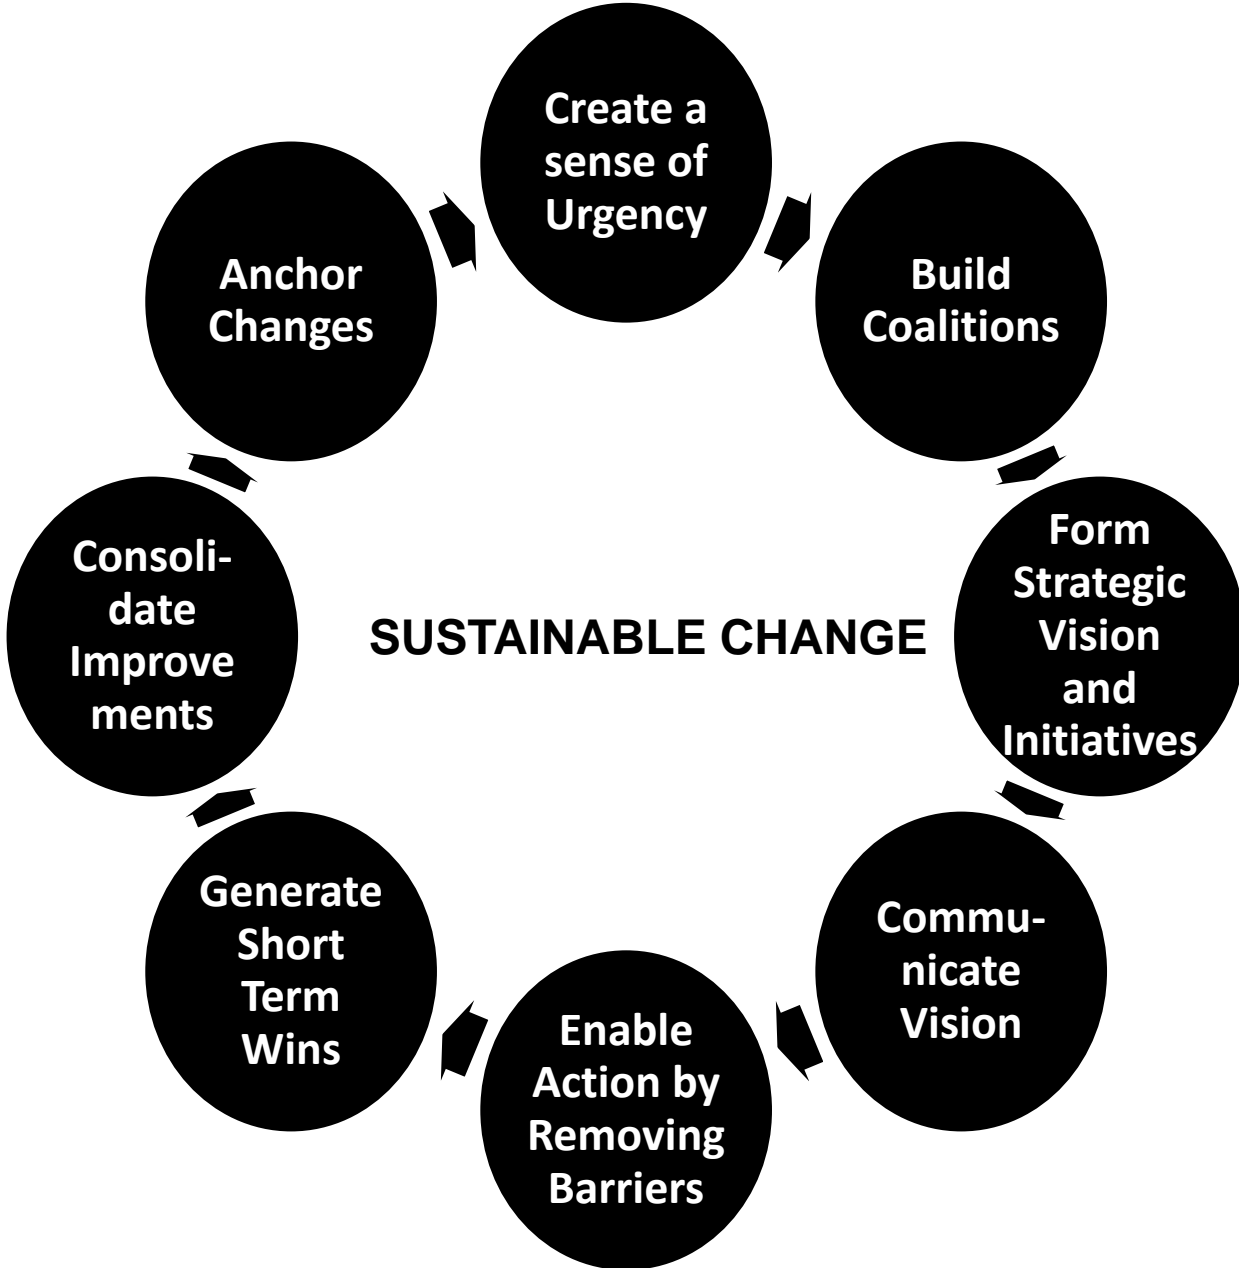 Create a
sense of
Urgency
Build
Coalitions
Form
Strategic
Vision
and
Initiatives
Commu-
nicate
Vision
Enable
Action by
Removing
Barriers
Generate
Short
Term
Wins
Consoli-
date
Improve
ments
Anchor
Changes
SUSTAINABLE CHANGE